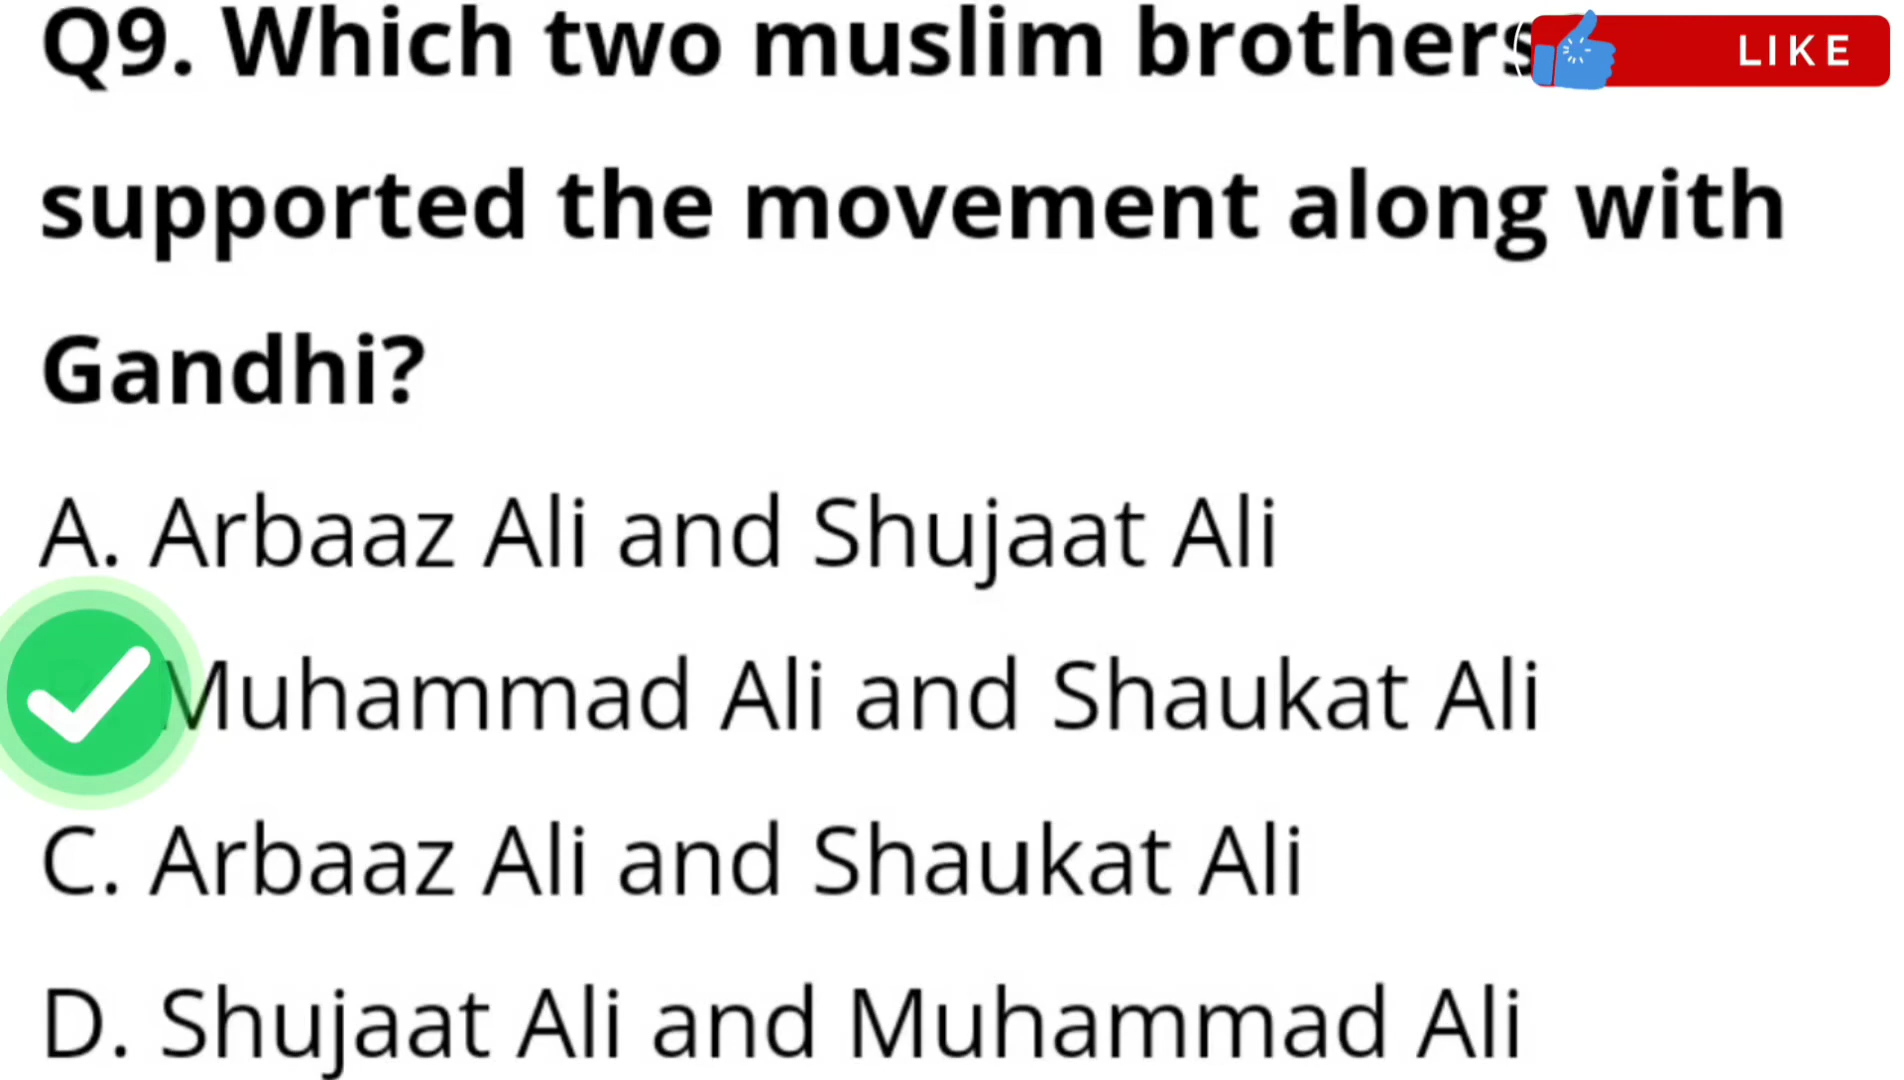 Q9. Which two muslim brothers
LIKE
supported the movement along with
Gandhi?
A. Arbaaz Ali and Shujaat Ali
Muhammad Ali and Shaukat Ali
C. Arbaaz Ali and Shaukat Ali
D. Shujaat Ali and Muhammad Ali